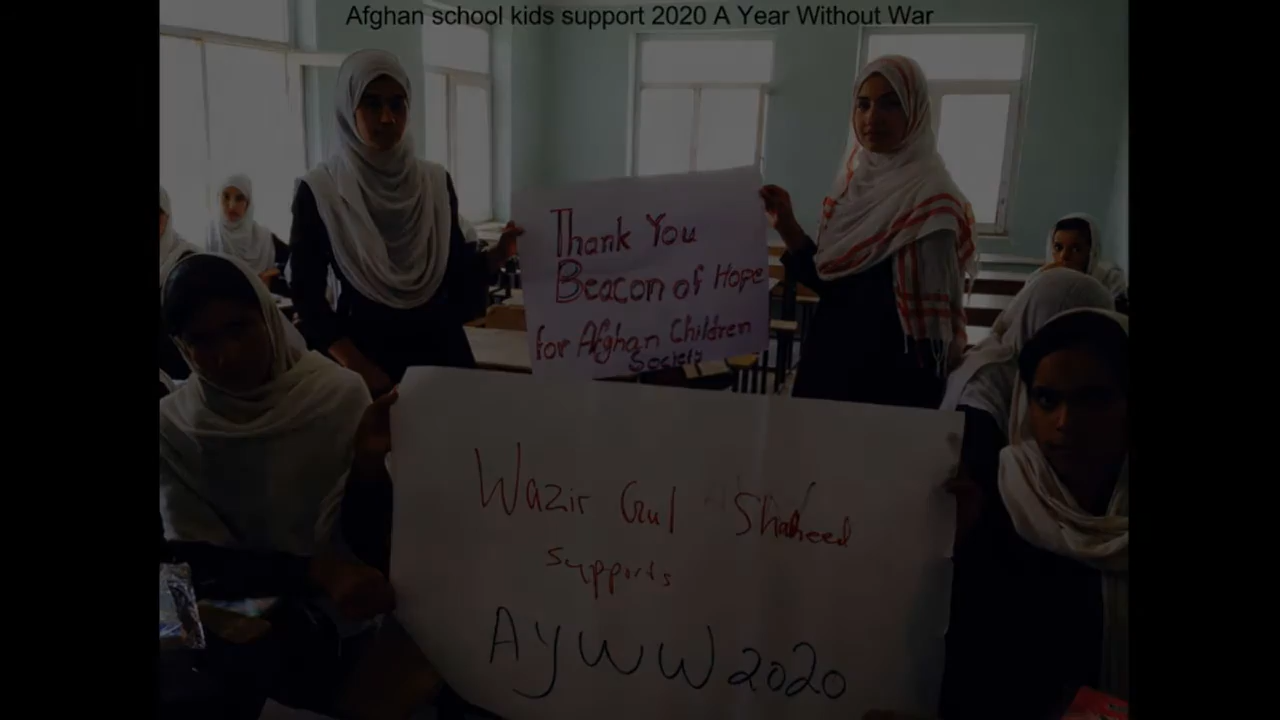 Afghan school kids support 2020 A Year Without War
Thank You
Beacon of Hope
for Afghan Children
Society
Wazir Gul Shaheed
supports
AYWW2020